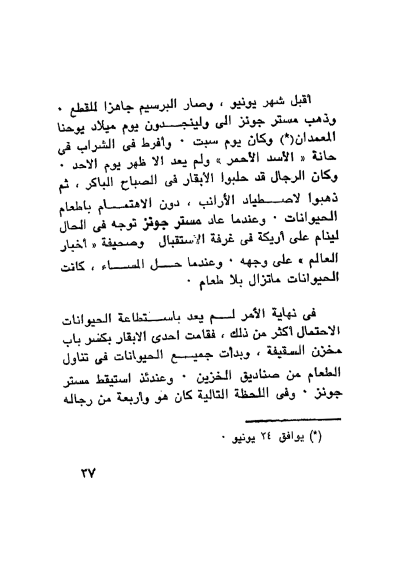 أقبل شهر يونيو ، وصار البرسيم جاهزا للقطع .
وذهب مستر جونز الى ولينجدون يوم ميلاد يوحنا
المعمدان(*) وكان يوم سبت . وأفرط فى الشراب فى
حانة « الأسد الأحمر » ولم يعد الا ظهر يوم الاحد .
وكان الرجال قد حلبوا الأبقار فى الصباح الباكر ، ثم
ذهبوا لاصطياد الأرانب ، دون الاهتمام باطعام
الحيوانات . وعندما عاد مستر جونز توجه فى الحال
لينام على أريكة فى غرفة الاستقبال وصحيفة « أخبار
العالم » على وجهه . وعندما حل المساء ، كانت
الحيوانات ماتزال بلا طعام .
فى نهاية الأمر لم يعد باستطاعة الحيوانات
الاحتمال أكثر من ذلك ، فقامت احدى الابقار بكسر باب
مخزن السقيفة ، وبدأت جميع الحيوانات فى تناول
الطعام من صناديق الخزين . وعندئذ استيقظ مستر
جونز . وفى اللحظة التالية كان هو وأربعة من رجاله
(*) يوافق ٢٤ يونيو .
٣٧